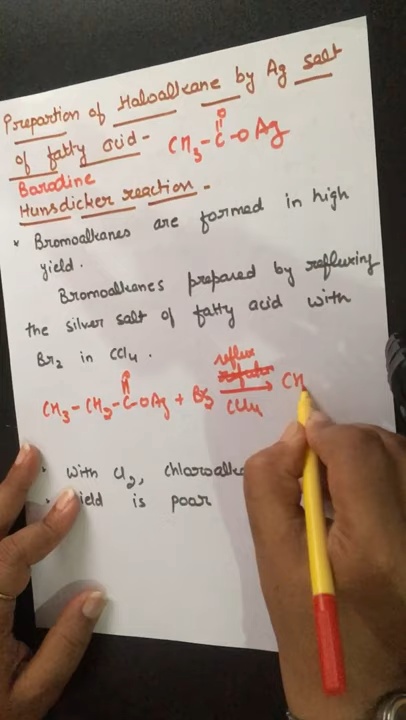 Prepartion of Haloalkane by Ag salt
of fatty acid-
CH3-C-OAg
O
Barodine
Hunsdicker reaction-
* Bromoalkanes are formed in high
yield.
Bromoalkanes prepared by refluxing
the silver salt of fatty acid with
Br2 in CCl4.
O
reflux
CH3-CH2-C-OAg + Br2 → CH
CCl4
With Cl2, chloroalk
yield is poor